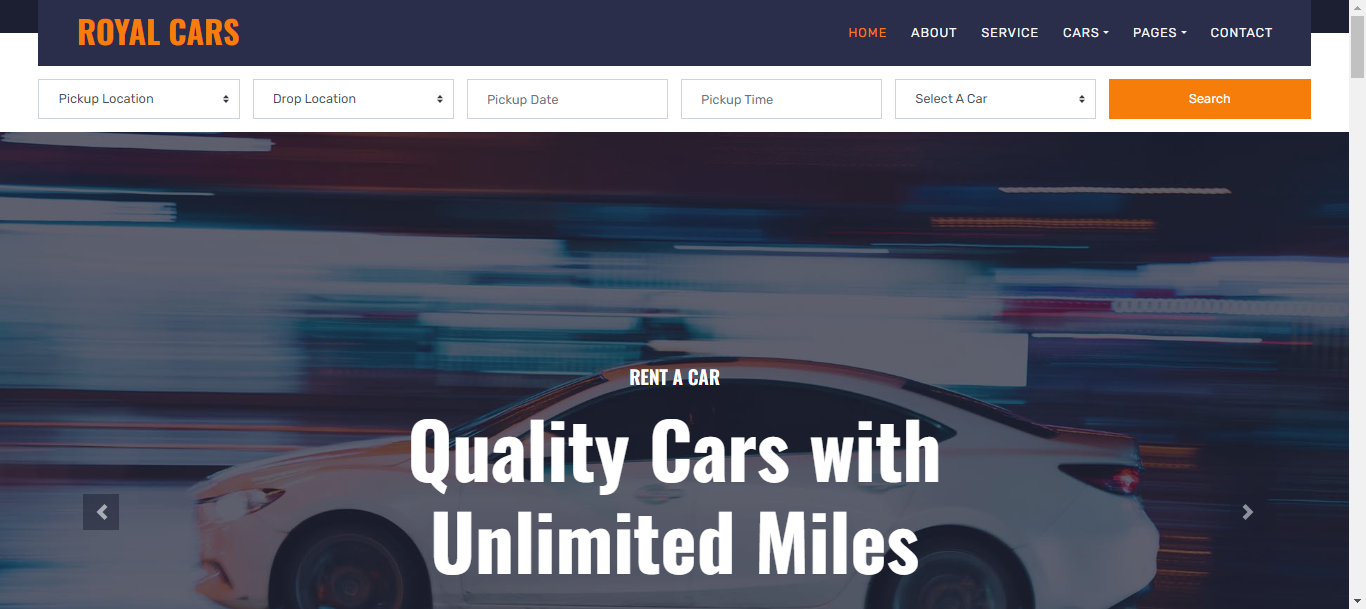 ROYAL CARS
HOME ABOUT SERVICE CARS PAGES CONTACT
Pickup Location Drop Location Pickup Date Pickup Time Select A Car Search
RENT A CAR
Quality Cars with
Unlimited Miles